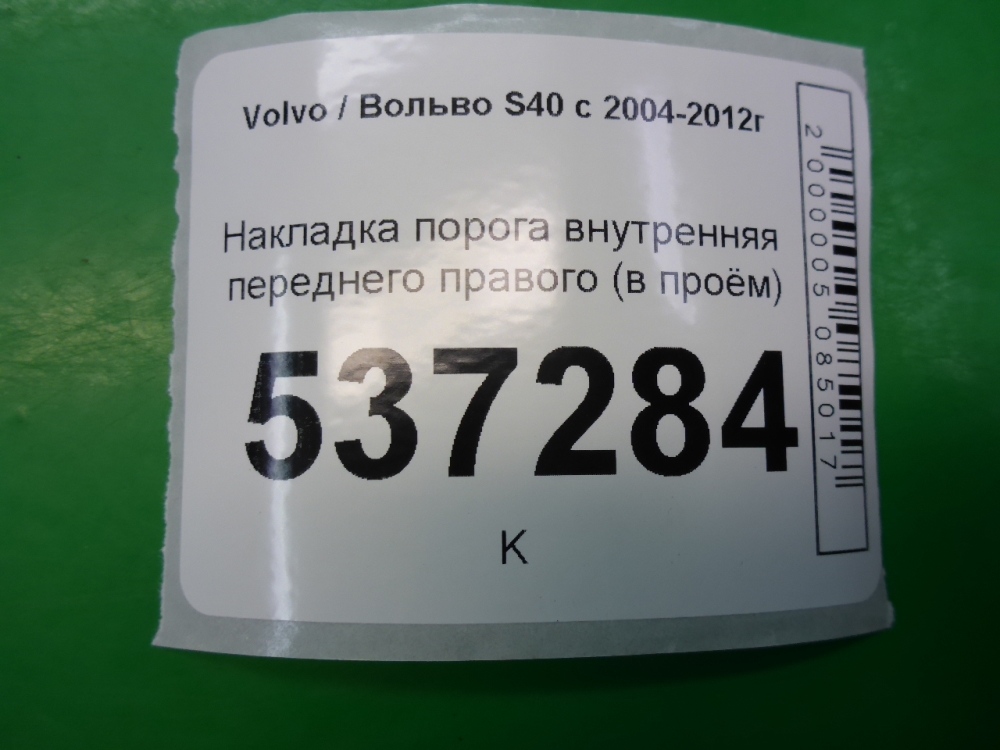 Volvo / Вольво S40 с 2004-2012г
Накладка порога внутренняя
переднего правого (в проём)
537284
К
2000005085017